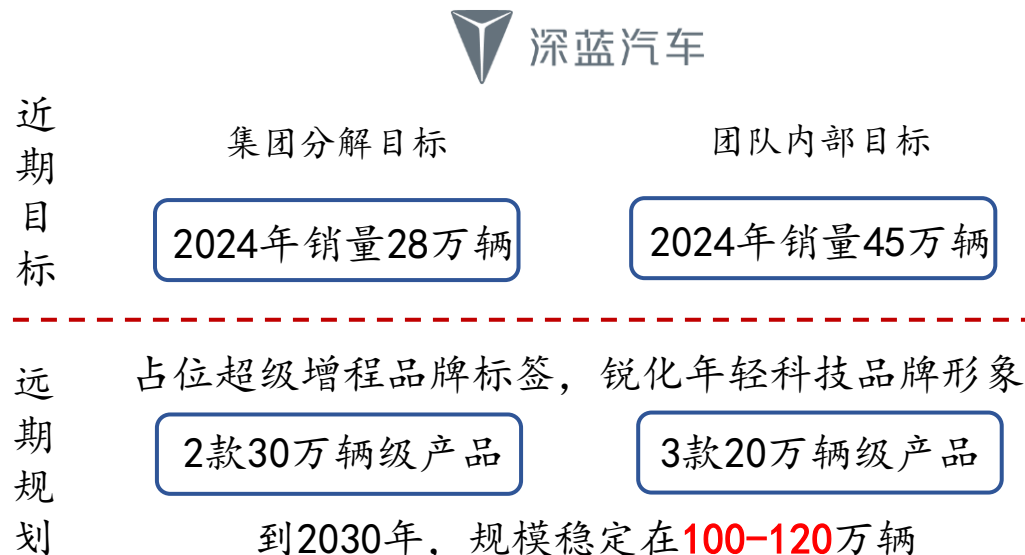 深蓝汽车
近期目标
集团分解目标
团队内部目标
2024年销量28万辆
2024年销量45万辆
远期规划
占位超级增程品牌标签，锐化年轻科技品牌形象
2款30万辆级产品
3款20万辆级产品
到2030年，规模稳定在100-120万辆